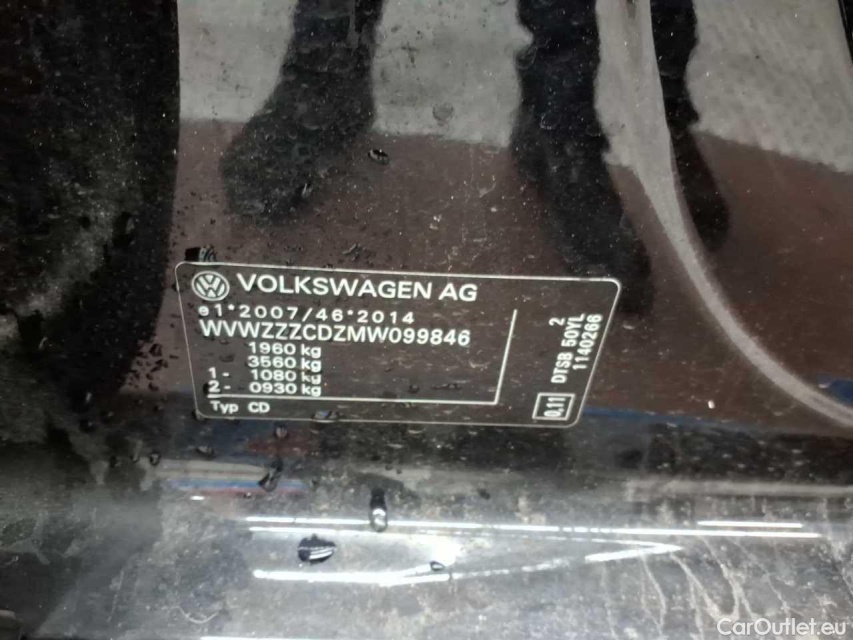 VOLKSWAGEN AG
e1*2007/46*2014
WVWZZZCDZMW099846
1960 kg
3560 kg
1- 1080 kg
2- 0930 kg
Typ CD
2
DTSB 50YL
1140266
0.11
CarOutlet.eu